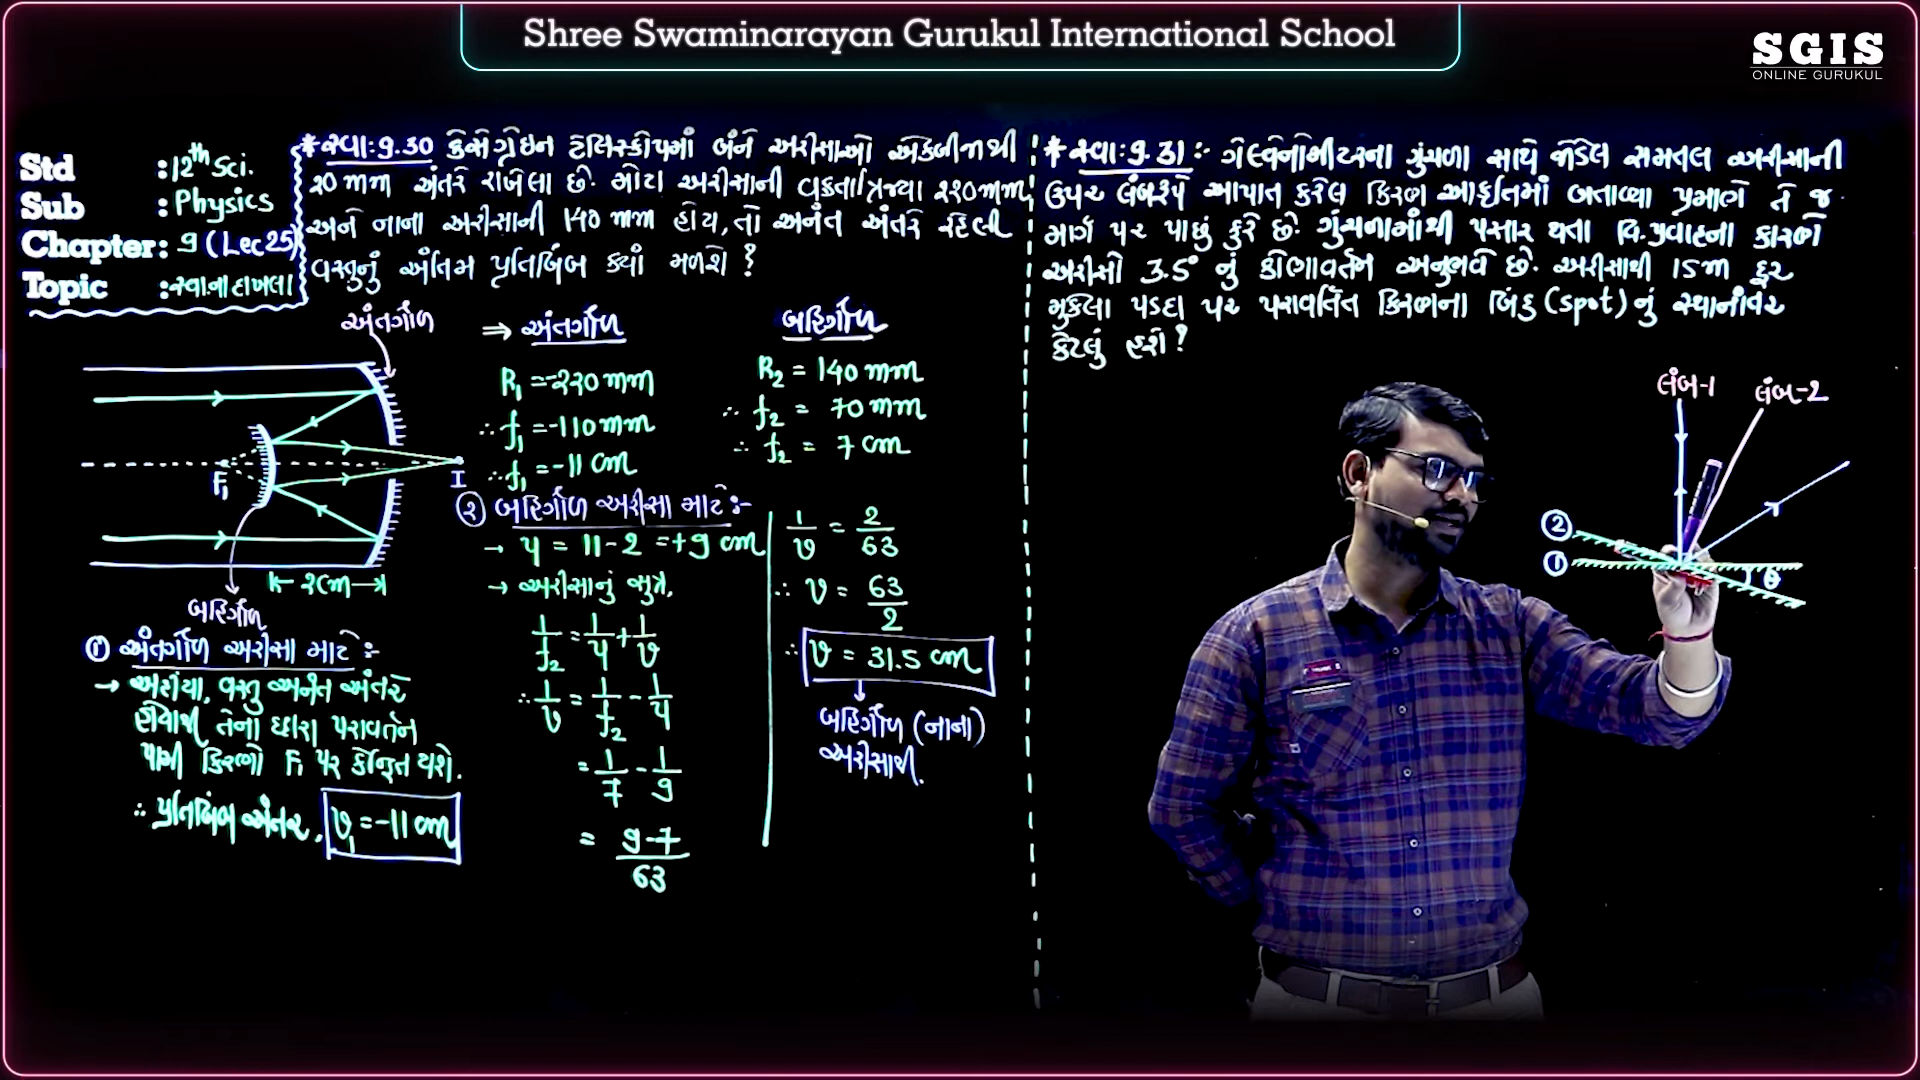 Shree Swaminarayan Gurukul International School
SGIS
ONLINE GURUKUL
Std : 12th Sci.
Sub : Physics
Chapter : 9 (Lec 25)
Topic : સ્વા.ના દાખલા
* સ્વા: 9.30 કેસેગ્રેઇન ટેલિસ્કોપમાં બંને અરીસાઓ એકબીજાથી
20 mm અંતરે રાખેલા છે. મોટા અરીસાની વક્રતાત્રિજ્યા 220 mm
અને નાના અરીસાની 140 mm હોય, તો અનંત અંતરે રહેલી
વસ્તુનું અંતિમ પ્રતિબિંબ ક્યાં મળશે ?
અંતર્ગોળ
F₁
I
⊢ 2cm ⊣
બહિર્ગોળ
① અંતર્ગોળ અરીસા માટે :-
→ અરીયા, વસ્તુ અનંત અંતરે
હોવાથી તેના દ્વારા પરાવર્તન
પામી કિરણો F₁ પર કેન્દ્રિત થશે.
∴ પ્રતિબિંબ અંતર, v₁ = -11 cm
⇒ અંતર્ગોળ
R₁ = -220 mm
∴ f₁ = -110 mm
∴ f₁ = -11 cm
બહિર્ગોળ
R₂ = 140 mm
∴ f₂ = 70 mm
∴ f₂ = 7 cm
② બહિર્ગોળ અરીસા માટે :-
→ u = 11 - 2 = +9 cm
→ અરીસાનું સુત્ર,
1/f₂ = 1/u + 1/v
∴ 1/v = 1/f₂ - 1/u
= 1/7 - 1/9
= 9-7/63
1/v = 2/63
∴ v = 63/2
∴ v = 31.5 cm
બહિર્ગોળ (નાના)
અરીસાથી.
* સ્વા: 9.31 :- ગેલ્વેનોમીટરના ગુંચળા સાથે જોડેલ સમતલ અરીસાની
ઉપર લંબરૂપે આપાત કરેલ કિરણ આકૃતિમાં બતાવ્યા પ્રમાણે તે જ
માર્ગ પર પાછું ફરે છે. ગુંચળામાંથી પસાર થતા વિ.પ્રવાહના કારણે
અરીસો 3.5° નું કોણાવર્તન અનુભવે છે. અરીસાથી 1.5m દૂર
મુકેલા પડદા પર પરાવર્તિત કિરણના બિંદુ (spot) નું સ્થાનાંતર
કેટલું હશે ?
લંબ-1
લંબ-2
②
①
θ